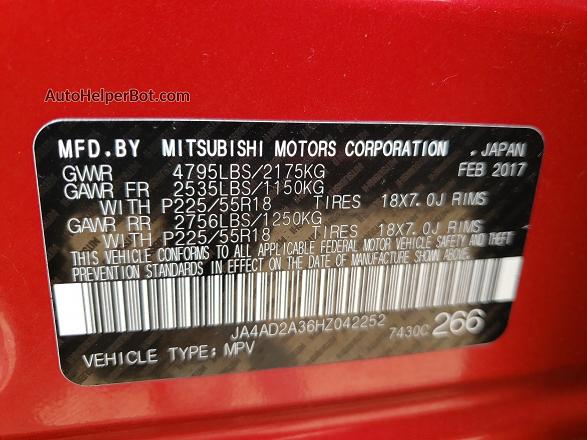 AutoHelperBot.com
MFD.BY MITSUBISHI MOTORS CORPORATION . JAPAN
GVWR 4795LBS/2175KG FEB 2017
GAWR FR 2535LBS/1150KG
WITH P225/55R18 TIRES 18X7.0J RIMS
GAWR RR 2756LBS/1250KG
WITH P225/55R18 TIRES 18X7.0J RIMS
THIS VEHICLE CONFORMS TO ALL APPLICABLE FEDERAL MOTOR VEHICLE SAFETY AND THEFT
PREVENTION STANDARDS IN EFFECT ON THE DATE OF MANUFACTURE SHOWN ABOVE.
JA4AD2A36HZ042252 7430C 266
VEHICLE TYPE: MPV